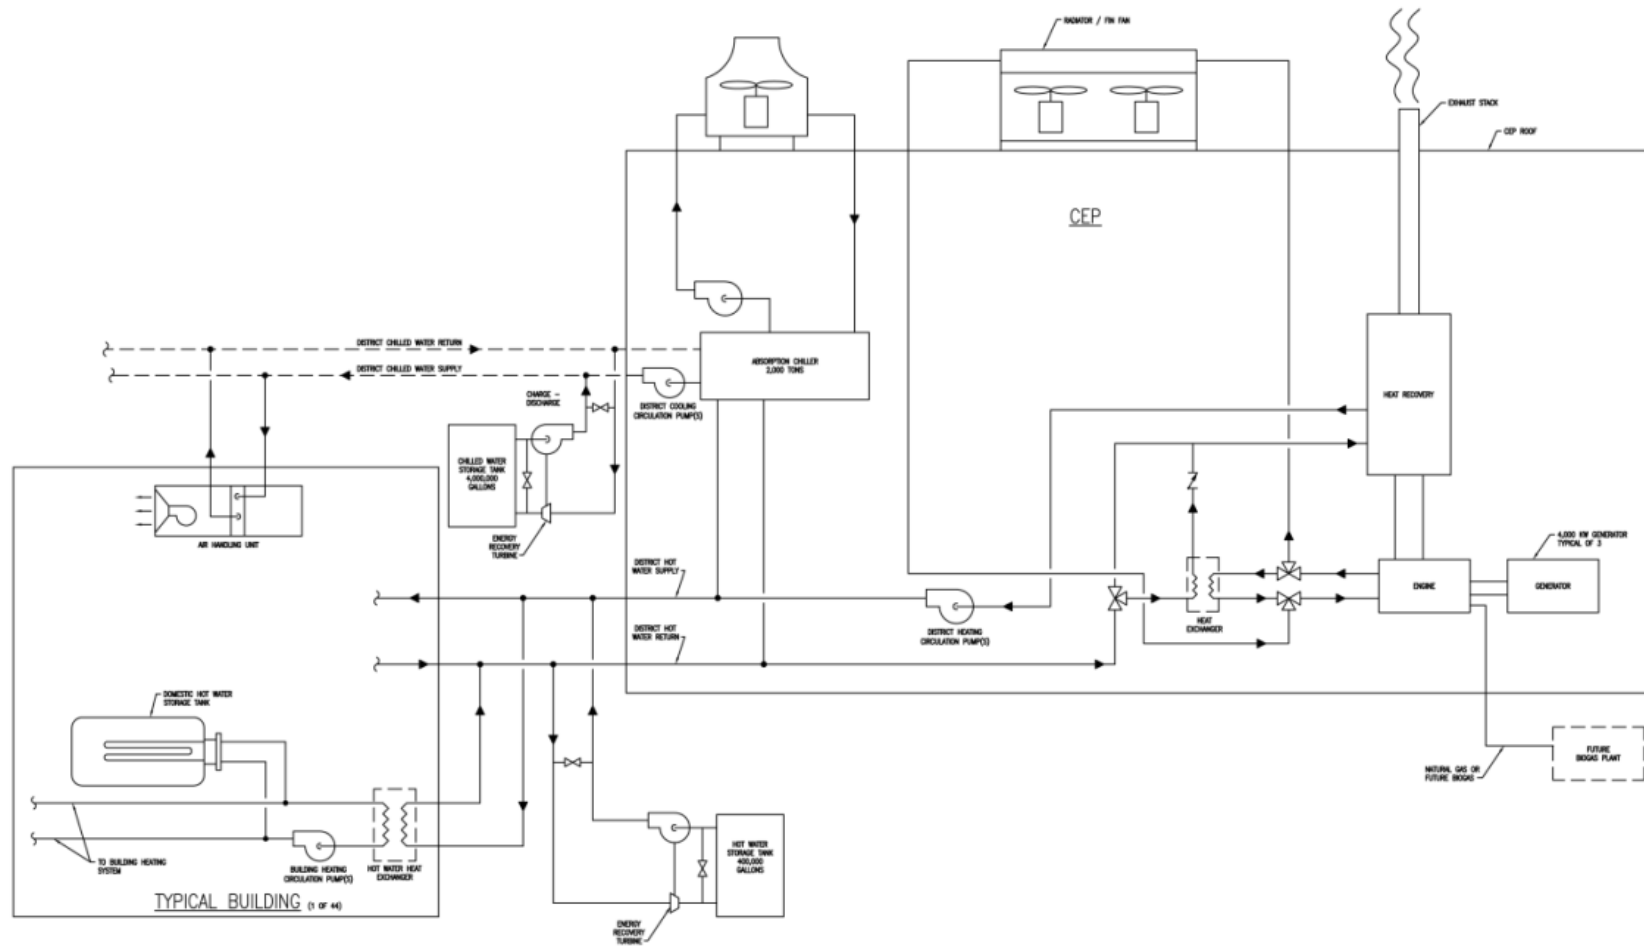 RADIATOR / FIN FAN
EXHAUST STACK
CEP ROOF
CEP
DISTRICT CHILLED WATER RETURN
DISTRICT CHILLED WATER SUPPLY
ABSORPTION CHILLER
2,000 TONS
HEAT RECOVERY
CHARGE -
DISCHARGE
DISTRICT COOLING
CIRCULATION PUMP(S)
CHILLED WATER
STORAGE TANK
4,000,000
GALLONS
ENERGY
RECOVERY
TURBINE
AIR HANDLING UNIT
4,000 KW GENERATOR
TYPICAL OF 3
DISTRICT HOT
WATER SUPPLY
ENGINE
GENERATOR
HEAT
EXCHANGER
DISTRICT HOT
WATER RETURN
DISTRICT HEATING
CIRCULATION PUMP(S)
DOMESTIC HOT WATER
STORAGE TANK
FUTURE
BIOGAS PLANT
NATURAL GAS OR
FUTURE BIOGAS
TO BUILDING HEATING
SYSTEM
BUILDING HEATING
CIRCULATION PUMP(S)
HOT WATER HEAT
EXCHANGER
HOT WATER
STORAGE TANK
400,000
GALLONS
TYPICAL BUILDING (1 OF 44)
ENERGY
RECOVERY
TURBINE